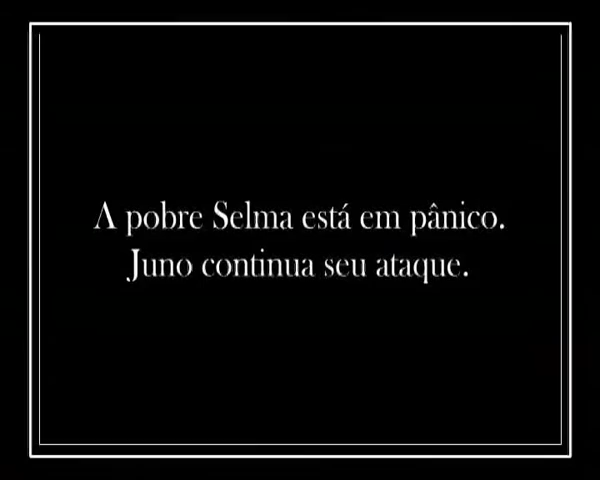 A pobre Selma está em pânico.
Juno continua seu ataque.